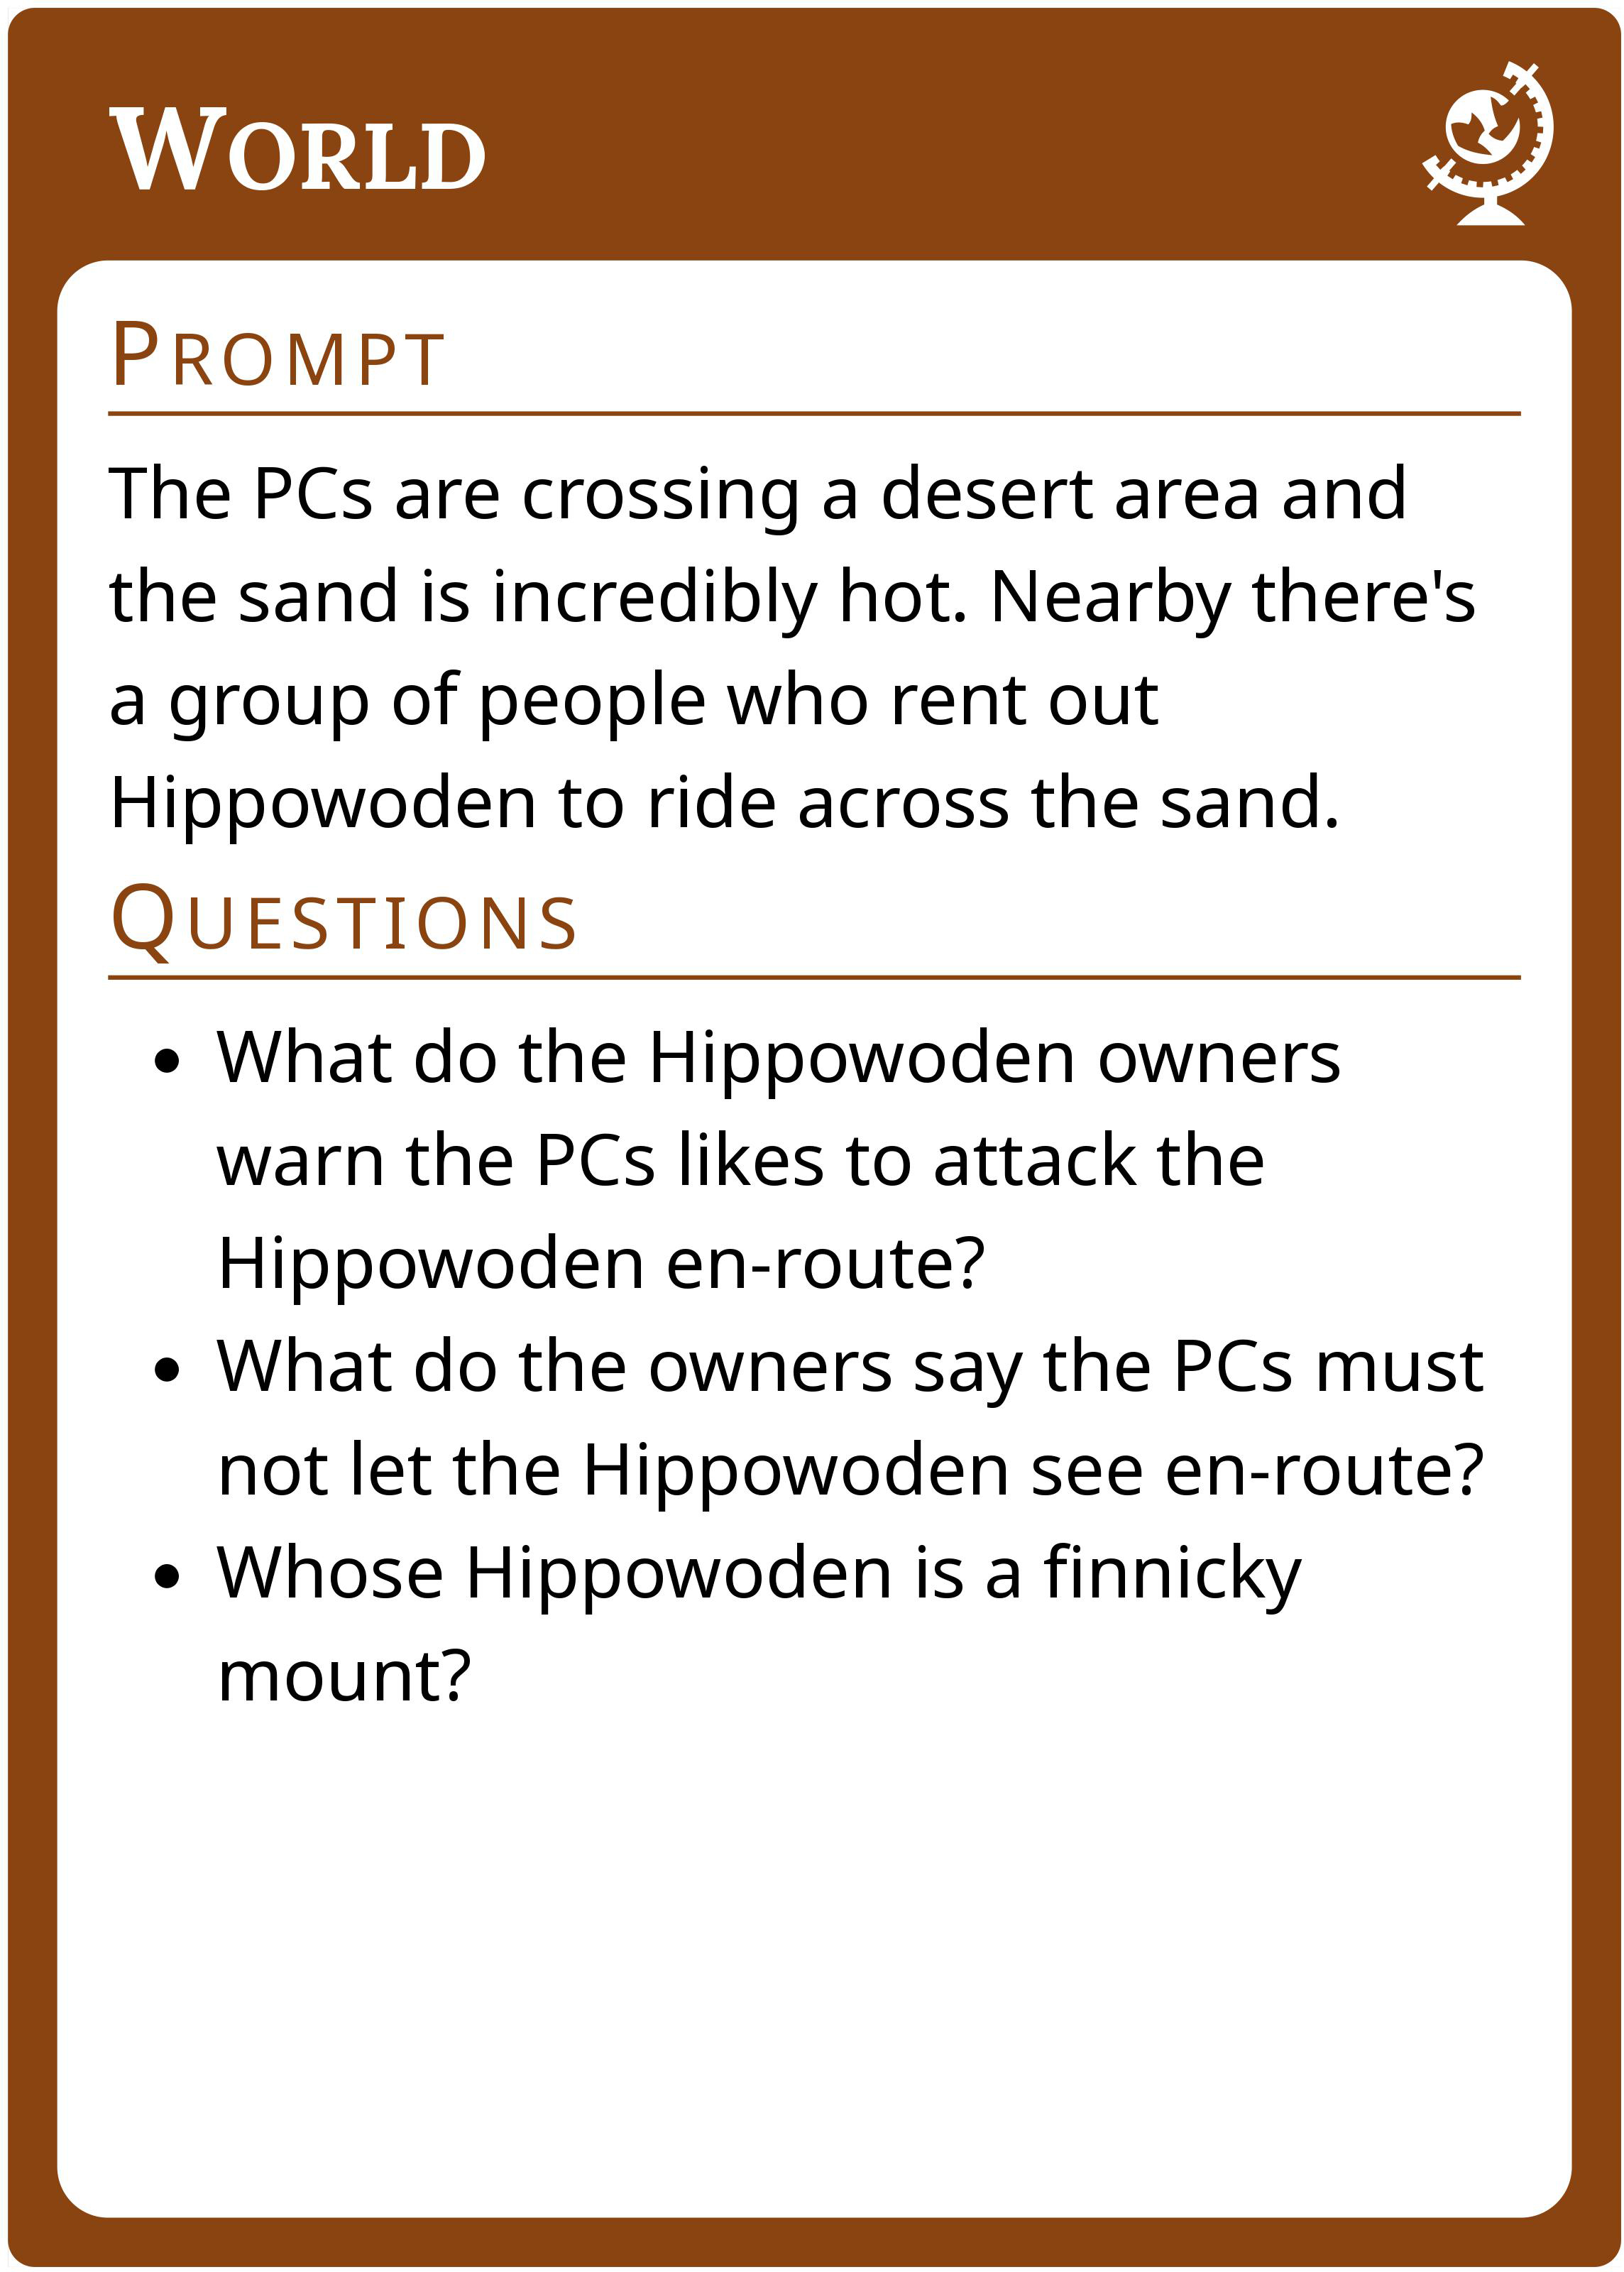 World
Prompt
The PCs are crossing a desert area and
the sand is incredibly hot. Nearby there's
a group of people who rent out
Hippowoden to ride across the sand.
Questions
• What do the Hippowoden owners
warn the PCs likes to attack the
Hippowoden en-route?
• What do the owners say the PCs must
not let the Hippowoden see en-route?
• Whose Hippowoden is a finnicky
mount?